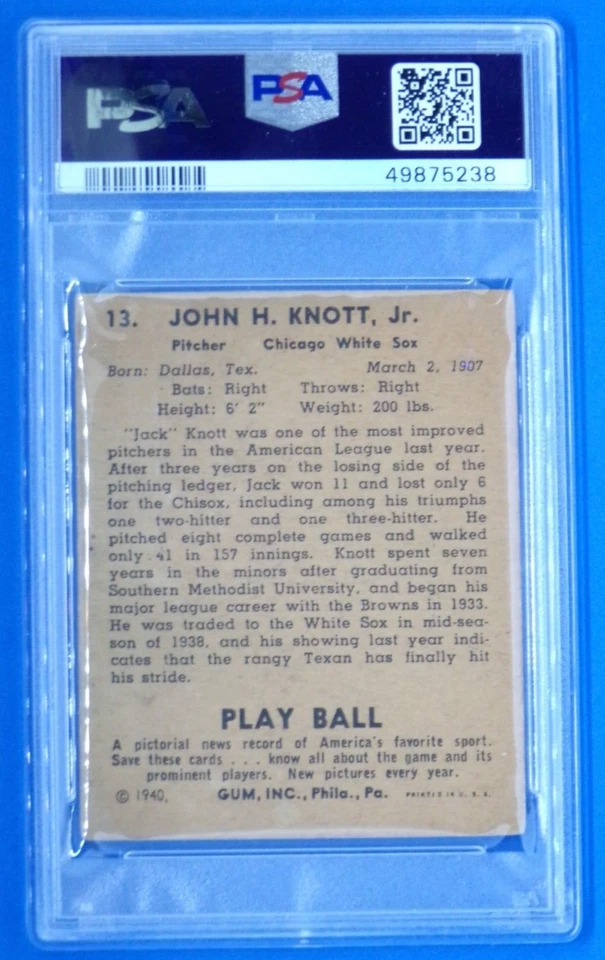 PSA
PSA
49875238
13. JOHN H. KNOTT, Jr.
Pitcher Chicago White Sox
Born: Dallas, Tex. March 2, 1907
Bats: Right Throws: Right
Height: 6' 2" Weight: 200 lbs.
"Jack" Knott was one of the most improved
pitchers in the American League last year.
After three years on the losing side of the
pitching ledger, Jack won 11 and lost only 6
for the Chisox, including among his triumphs
one two-hitter and one three-hitter. He
pitched eight complete games and walked
only 41 in 157 innings. Knott spent seven
years in the minors after graduating from
Southern Methodist University, and began his
major league career with the Browns in 1933.
He was traded to the White Sox in mid-sea-
son of 1938, and his showing last year indi-
cates that the rangy Texan has finally hit
his stride.
PLAY BALL
A pictorial news record of America's favorite sport.
Save these cards . . . know all about the game and its
prominent players. New pictures every year.
© 1940, GUM, INC., Phila., Pa. PRINTED IN U. S. A.